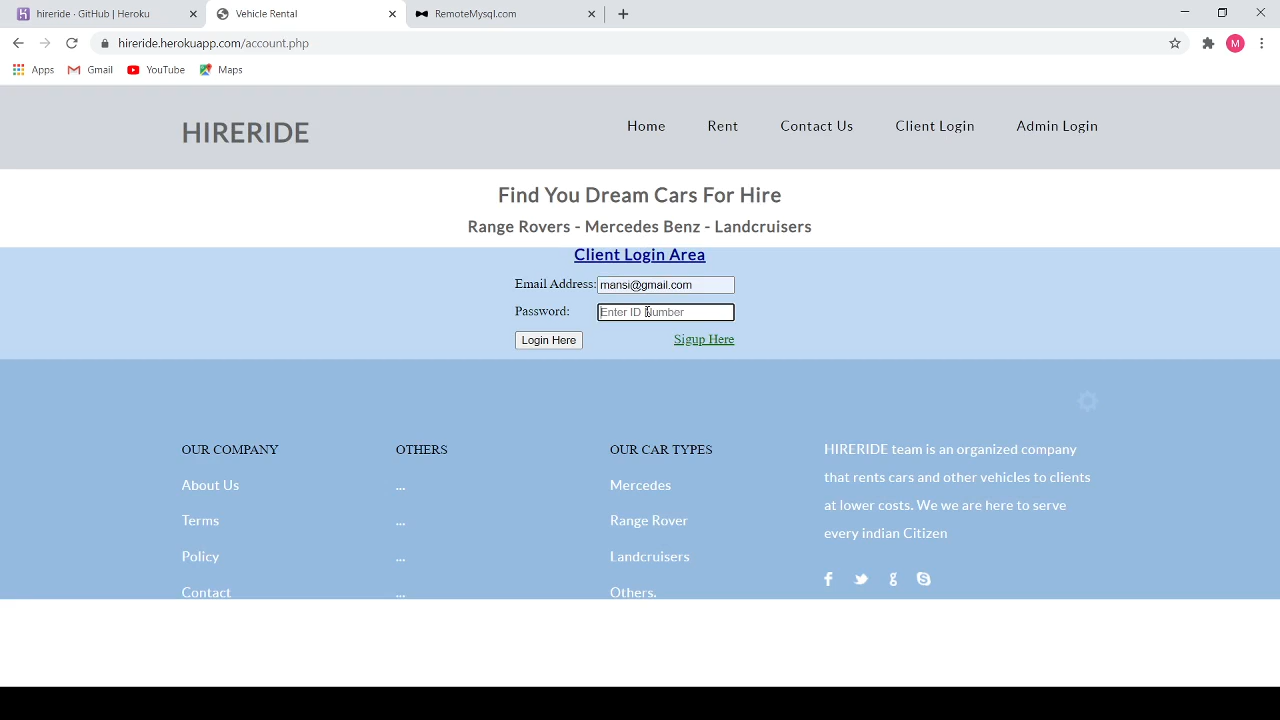 hireride · GitHub | Heroku
Vehicle Rental
RemoteMysql.com
hireride.herokuapp.com/account.php
M
Apps
Gmail
YouTube
Maps
HIRERIDE
Home
Rent
Contact Us
Client Login
Admin Login
Find You Dream Cars For Hire
Range Rovers - Mercedes Benz - Landcruisers
Client Login Area
Email Address: mansi@gmail.com
Password: Enter ID Number
Login Here
Sigup Here
OUR COMPANY
About Us
Terms
Policy
Contact
OTHERS
...
...
...
...
OUR CAR TYPES
Mercedes
Range Rover
Landcruisers
Others.
HIRERIDE team is an organized company
that rents cars and other vehicles to clients
at lower costs. We we are here to serve
every indian Citizen